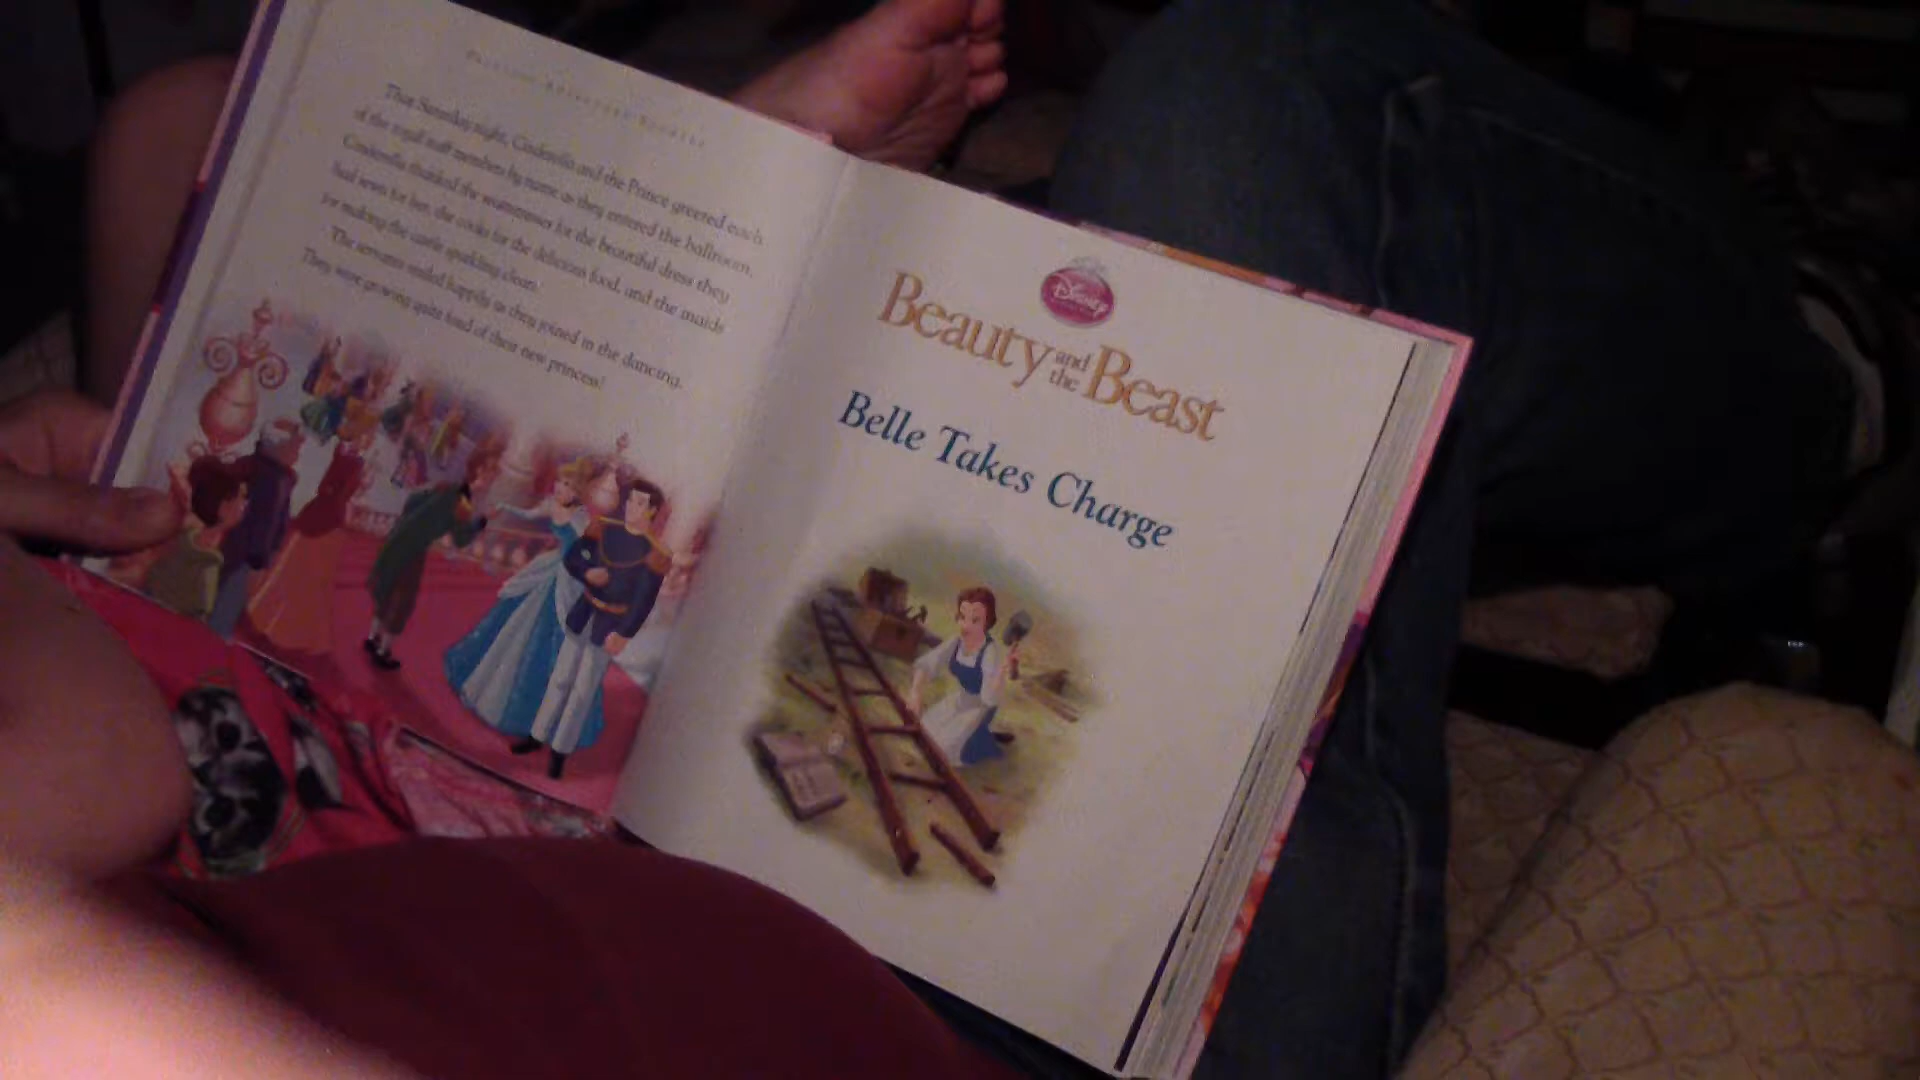 PRINCESS ADVENTURE STORIES
That Saturday night, Cinderella and the Prince greeted each
of the royal staff members by name as they entered the ballroom.
Cinderella thanked the seamstresses for the beautiful dress they
had sewn for her, the cooks for the delicious food, and the maids
for making the castle sparkling clean.
The servants smiled happily as they joined in the dancing.
They were growing quite fond of their new princess!
Disney
Beauty and the Beast
Belle Takes Charge